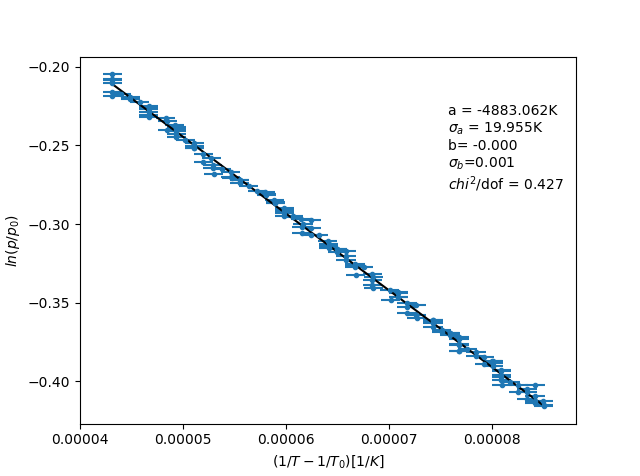 −0.20
−0.25
−0.30
−0.35
−0.40
ln(p/p₀)
a = -4883.062K
σₐ = 19.955K
b= -0.000
σ_b=0.001
chi²/dof = 0.427
0.00004 0.00005 0.00006 0.00007 0.00008
(1/T − 1/T₀)[1/K]